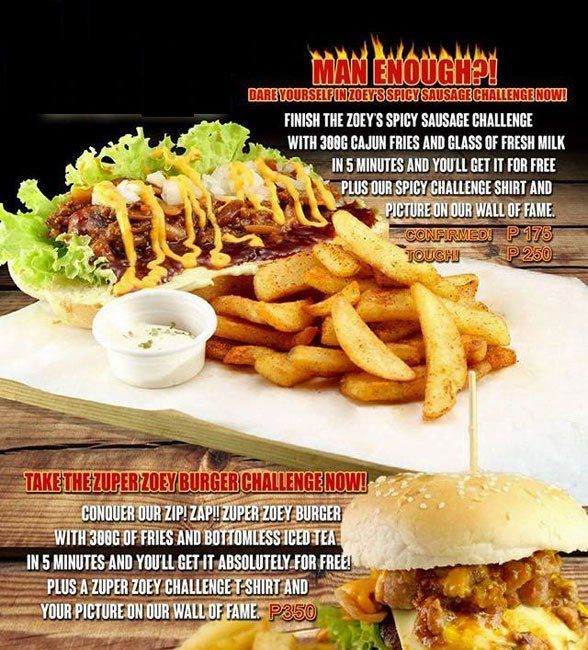 MAN ENOUGH?!
DARE YOURSELF IN ZOEY'S SPICY SAUSAGE CHALLENGE NOW!
FINISH THE ZOEY'S SPICY SAUSAGE CHALLENGE
WITH 300G CAJUN FRIES AND GLASS OF FRESH MILK
IN 5 MINUTES AND YOU'LL GET IT FOR FREE
PLUS OUR SPICY CHALLENGE SHIRT AND
PICTURE ON OUR WALL OF FAME.
CONFIRMED! P 175
TOUGH! P 250
TAKE THE ZUPER ZOEY BURGER CHALLENGE NOW!
CONQUER OUR ZIP! ZAP!! ZUPER ZOEY BURGER
WITH 300G OF FRIES AND BOTTOMLESS ICED TEA
IN 5 MINUTES AND YOU'LL GET IT ABSOLUTELY FOR FREE!
PLUS A ZUPER ZOEY CHALLENGE T-SHIRT AND
YOUR PICTURE ON OUR WALL OF FAME. P350